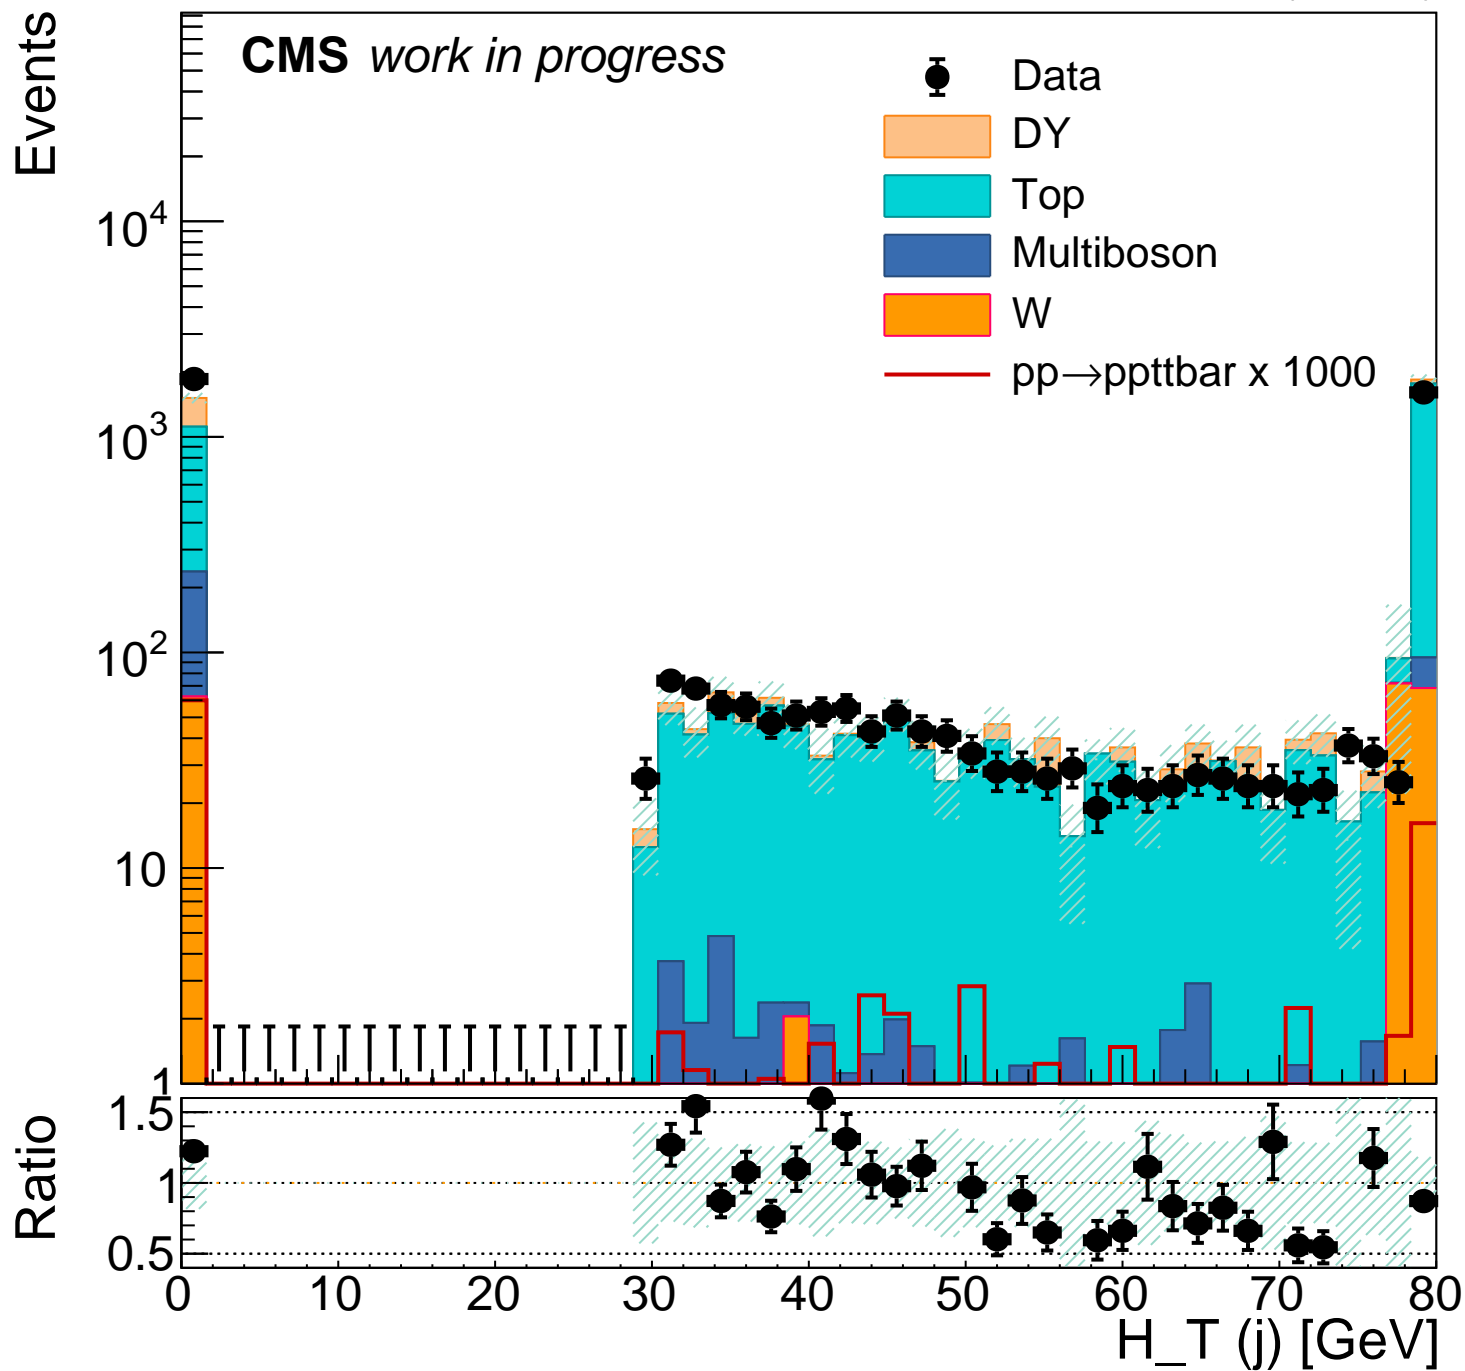 CMS work in progress
Events
Data
DY
Top
Multiboson
W
pp→ppttbar x 1000
10^4
10^3
10^2
10
1
Ratio
1.5
1
0.5
0 10 20 30 40 50 60 70 80
H_T (j) [GeV]